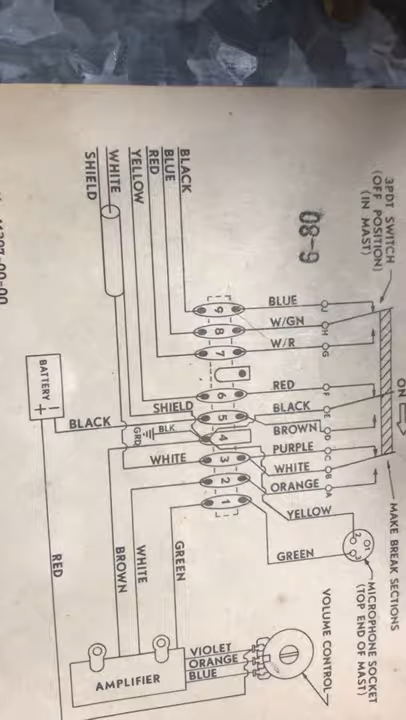 3PDT SWITCH
(OFF POSITION)
(IN MAST)
ON
08-9
SHIELD
WHITE
YELLOW
RED
BLUE
BLACK
BLUE
J
9
W/GN
H
8
W/R
G
7
RED
F
6
SHIELD
BLACK
E
5
BLK
GRD
BROWN
D
4
PURPLE
C
WHITE
3
WHITE
B
2
ORANGE
A
1
YELLOW
GREEN
BATTERY
BLACK
RED
BROWN
WHITE
GREEN
MAKE BREAK SECTIONS
MICROPHONE SOCKET
(TOP END OF MAST)
VOLUME CONTROL
VIOLET
ORANGE
BLUE
AMPLIFIER